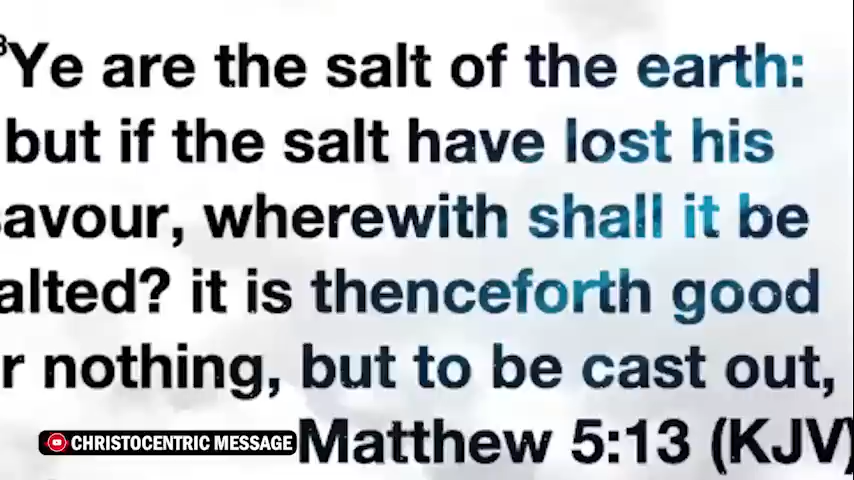 3Ye are the salt of the earth:
but if the salt have lost his
avour, wherewith shall it be
alted? it is thenceforth good
r nothing, but to be cast out,
CHRISTOCENTRIC MESSAGE Matthew 5:13 (KJV)